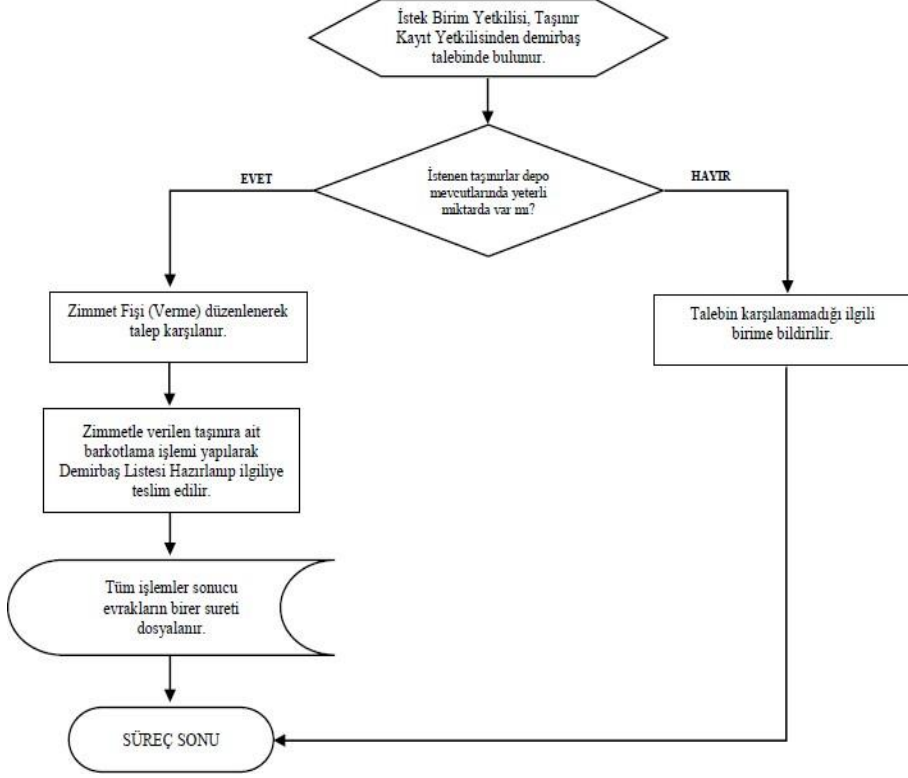 İstek Birim Yetkilisi, Taşınır
Kayıt Yetkilisinden demirbaş
talebinde bulunur.
İstenen taşınırlar depo
mevcutlarında yeterli
miktarda var mı?
EVET
HAYIR
Zimmet Fişi (Verme) düzenlenerek
talep karşılanır.
Talebin karşılanamadığı ilgili
birime bildirilir.
Zimmetle verilen taşınıra ait
barkotlama işlemi yapılarak
Demirbaş Listesi Hazırlanıp ilgiliye
teslim edilir.
Tüm işlemler sonucu
evrakların birer sureti
dosyalanır.
SÜREÇ SONU